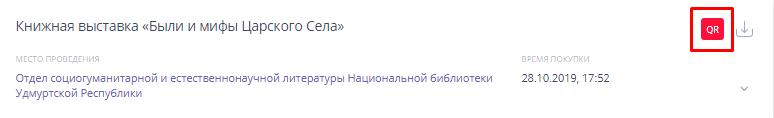 Книжная выставка «Были и мифы Царского Села»
QR
МЕСТО ПРОВЕДЕНИЯ
ВРЕМЯ ПОКУПКИ
Отдел социогуманитарной и естественнонаучной литературы Национальной библиотеки
Удмуртской Республики
28.10.2019, 17:52